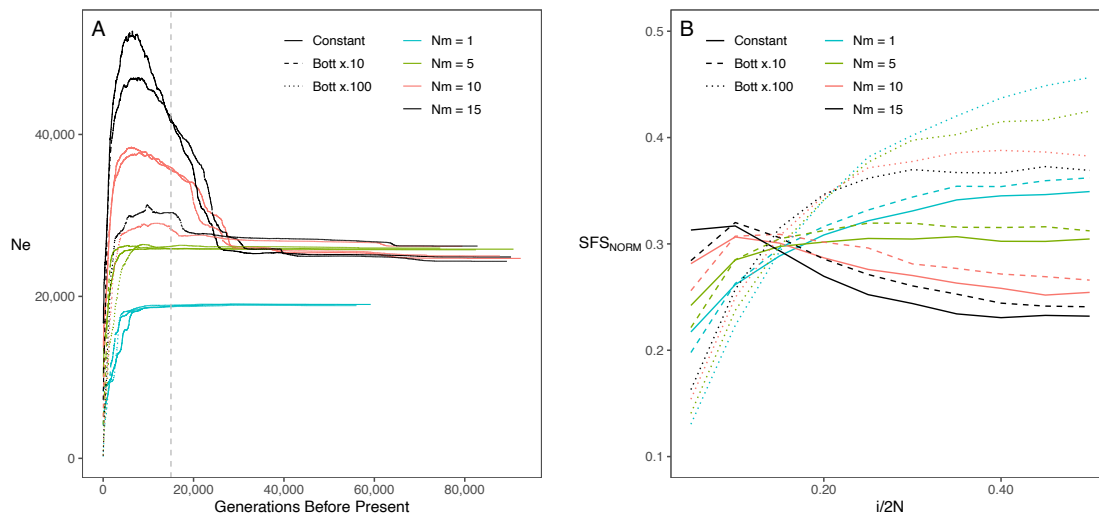 A
Constant
Bott x.10
Bott x.100
Nm = 1
Nm = 5
Nm = 10
Nm = 15
Ne
40,000
20,000
0
0
20,000
40,000
60,000
80,000
Generations Before Present
B
Constant
Bott x.10
Bott x.100
Nm = 1
Nm = 5
Nm = 10
Nm = 15
SFSNORM
0.5
0.4
0.3
0.2
0.1
0.20
0.40
i/2N